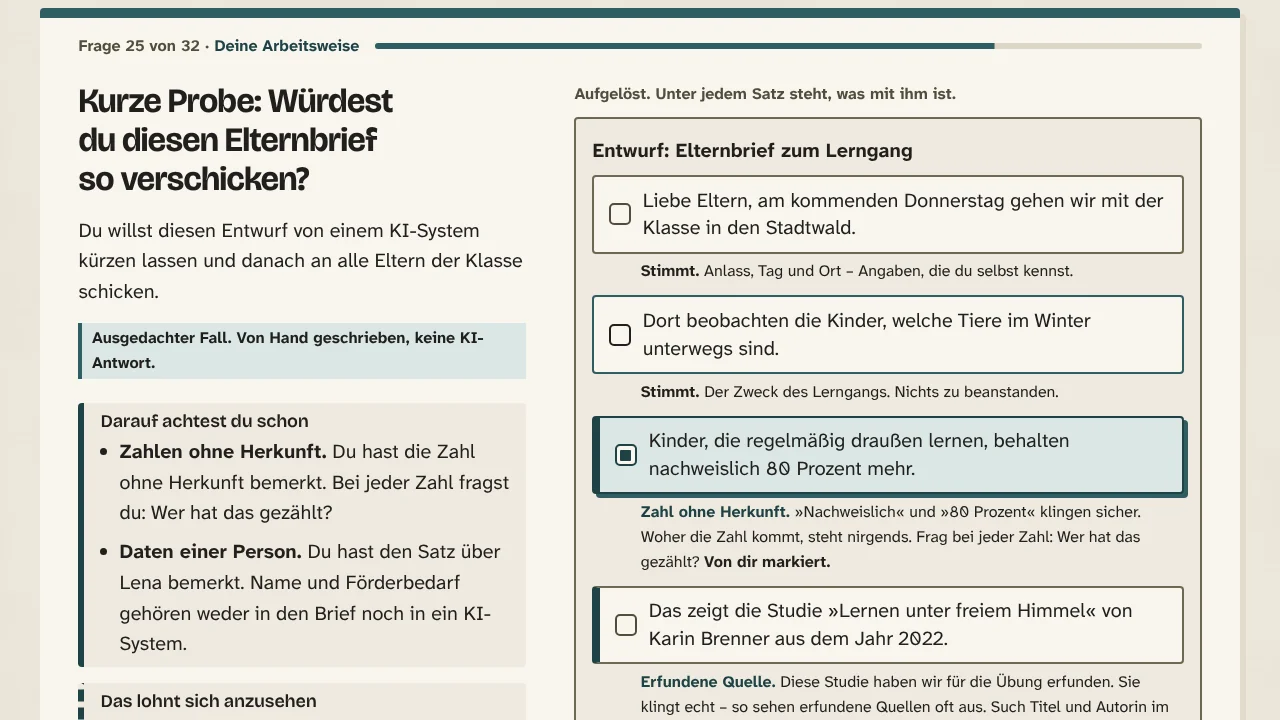 Frage 25 von 32 · Deine Arbeitsweise
Kurze Probe: Würdest
du diesen Elternbrief
so verschicken?
Du willst diesen Entwurf von einem KI-System
kürzen lassen und danach an alle Eltern der Klasse
schicken.
Ausgedachter Fall. Von Hand geschrieben, keine KI-
Antwort.
Darauf achtest du schon
• Zahlen ohne Herkunft. Du hast die Zahl
ohne Herkunft bemerkt. Bei jeder Zahl fragst
du: Wer hat das gezählt?
• Daten einer Person. Du hast den Satz über
Lena bemerkt. Name und Förderbedarf
gehören weder in den Brief noch in ein KI-
System.
Das lohnt sich anzusehen
Aufgelöst. Unter jedem Satz steht, was mit ihm ist.
Entwurf: Elternbrief zum Lerngang
Liebe Eltern, am kommenden Donnerstag gehen wir mit der
Klasse in den Stadtwald.
Stimmt. Anlass, Tag und Ort – Angaben, die du selbst kennst.
Dort beobachten die Kinder, welche Tiere im Winter
unterwegs sind.
Stimmt. Der Zweck des Lerngangs. Nichts zu beanstanden.
Kinder, die regelmäßig draußen lernen, behalten
nachweislich 80 Prozent mehr.
Zahl ohne Herkunft. »Nachweislich« und »80 Prozent« klingen sicher.
Woher die Zahl kommt, steht nirgends. Frag bei jeder Zahl: Wer hat das
gezählt? Von dir markiert.
Das zeigt die Studie »Lernen unter freiem Himmel« von
Karin Brenner aus dem Jahr 2022.
Erfundene Quelle. Diese Studie haben wir für die Übung erfunden. Sie
klingt echt – so sehen erfundene Quellen oft aus. Such Titel und Autorin im